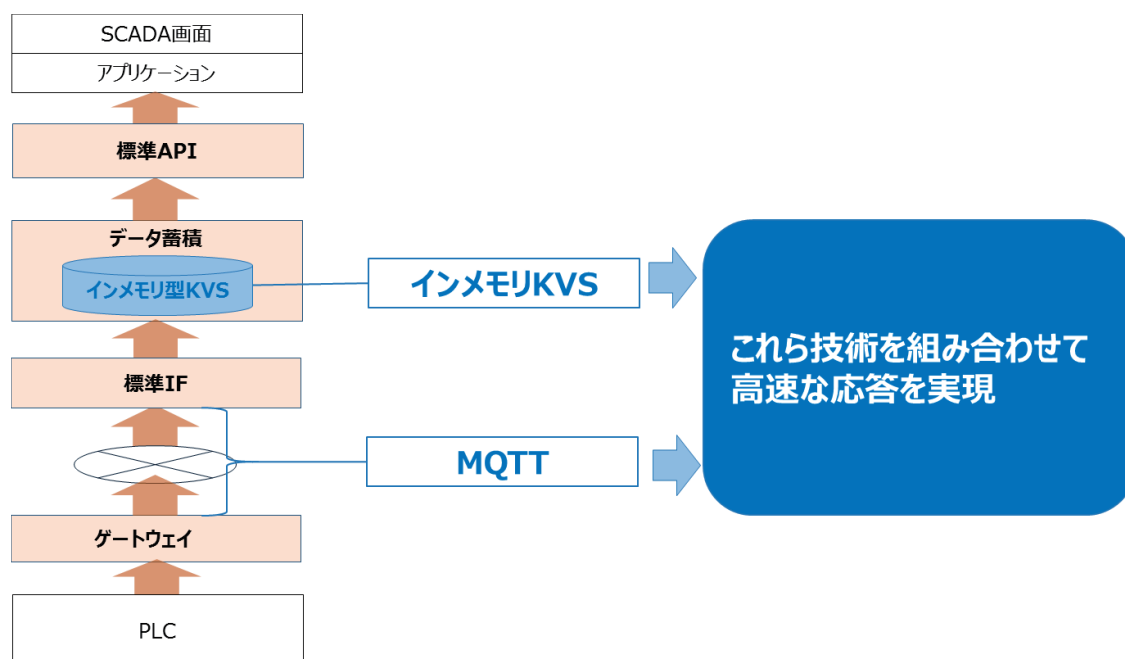 SCADA画面
アプリケーション
標準API
データ蓄積
インメモリ型KVS
標準IF
ゲートウェイ
PLC
インメモリKVS
MQTT
これら技術を組み合わせて
高速な応答を実現